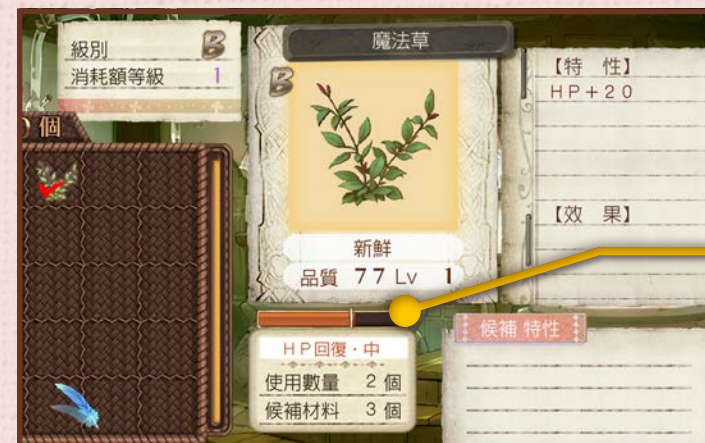 級別 B
消耗額等級 1
個
魔法草
B
新鮮
品質 77 Lv 1
HP回復・中
使用數量 2 個
候補材料 3 個
【特 性】
HP+20
【效 果】
候補 特性